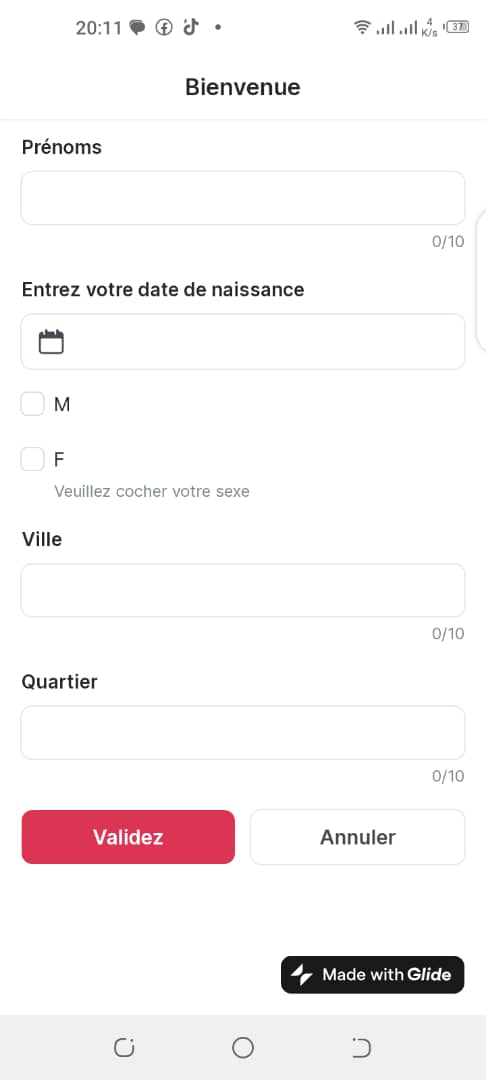 20:11
4
K/s
37
Bienvenue
Prénoms
0/10
Entrez votre date de naissance
M
F
Veuillez cocher votre sexe
Ville
0/10
Quartier
0/10
Validez Annuler
Made with Glide